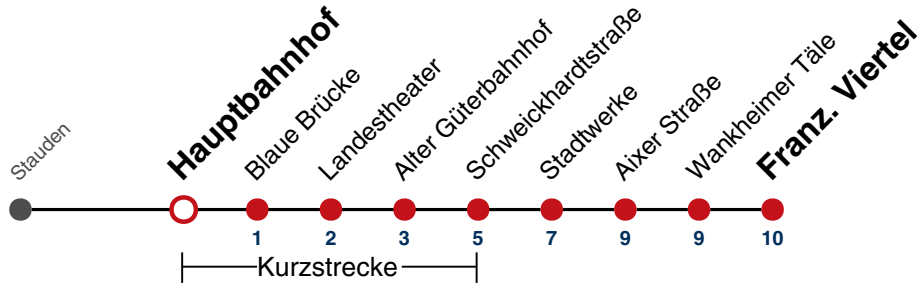 Stauden
Hauptbahnhof
Blaue Brücke
Landestheater
Alter Güterbahnhof
Schweickhardtstraße
Stadtwerke
Aixer Straße
Wankheimer Täle
Franz. Viertel
1 2 3 5 7 9 9 10
Kurzstrecke